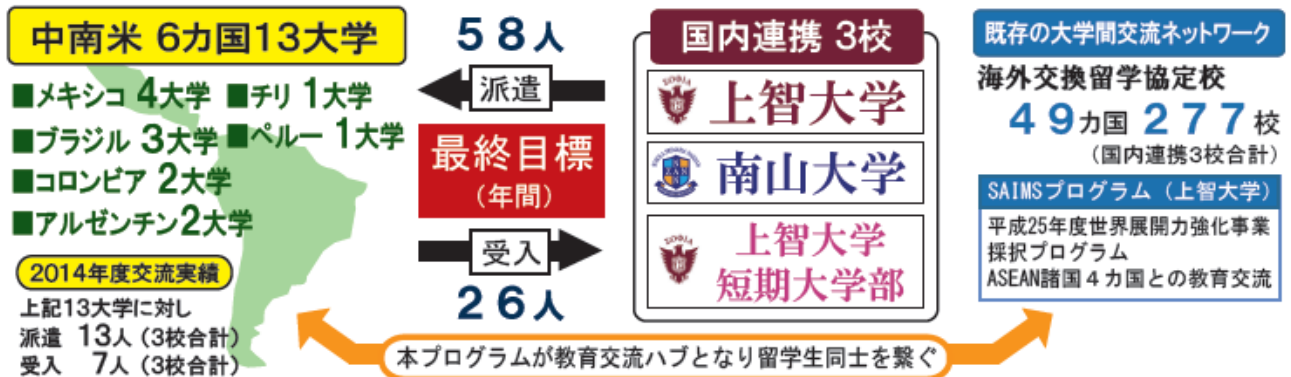 中南米 6カ国13大学
■メキシコ 4大学 ■チリ 1大学
■ブラジル 3大学 ■ペルー 1大学
■コロンビア 2大学
■アルゼンチン2大学
2014年度交流実績
上記13大学に対し
派遣 13人(3校合計)
受入 7人(3校合計)
58人
派遣
最終目標
(年間)
受入
26人
国内連携 3校
上智大学
南山大学
上智大学
短期大学部
既存の大学間交流ネットワーク
海外交換留学協定校
49カ国 277校
(国内連携3校合計)
SAIMSプログラム(上智大学)
平成25年度世界展開力強化事業
採択プログラム
ASEAN諸国4カ国との教育交流
本プログラムが教育交流ハブとなり留学生同士を繋ぐ